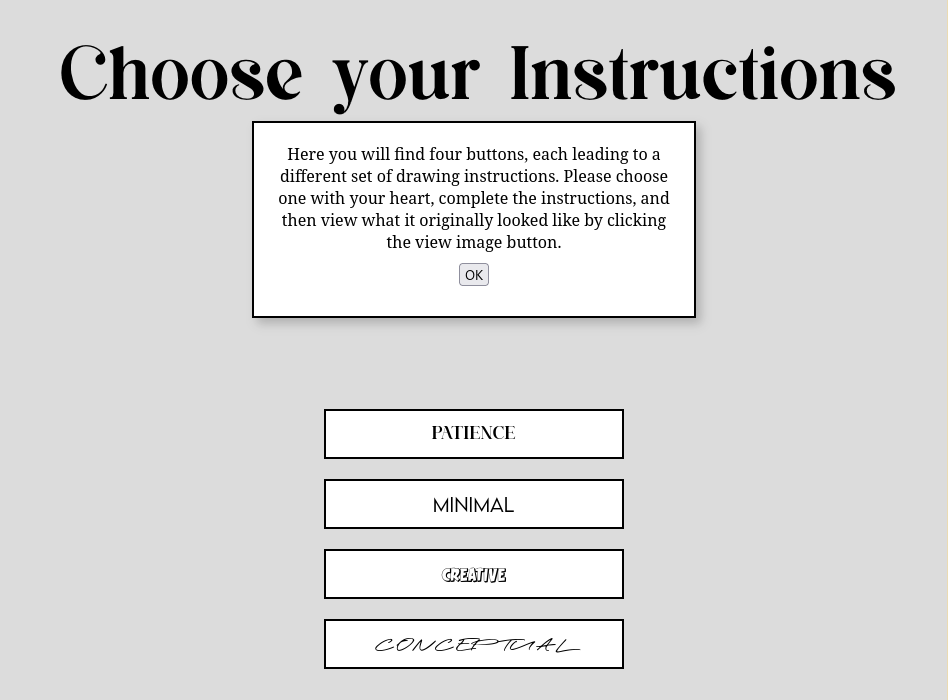 Choose your Instructions
Here you will find four buttons, each leading to a
different set of drawing instructions. Please choose
one with your heart, complete the instructions, and
then view what it originally looked like by clicking
the view image button.
OK
PATIENCE
MINIMAL
CREATIVE
CONCEPTUAL